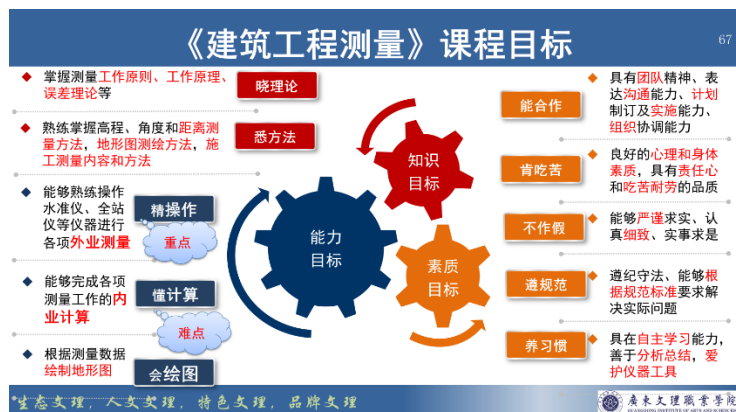 《建筑工程测量》课程目标
67
掌握测量工作原则、工作原理、
误差理论等
晓理论
熟练掌握高程、角度和距离测
量方法，地形图测绘方法，施
工测量内容和方法
悉方法
能够熟练操作
水准仪、全站
仪等仪器进行
各项外业测量
精操作
重点
能够完成各项
测量工作的内
业计算
懂计算
难点
根据测量数据
绘制地形图
会绘图
知识
目标
能力
目标
素质
目标
能合作
具有团队精神、表
达沟通能力、计划
制订及实施能力、
组织协调能力
肯吃苦
良好的心理和身体
素质，具有责任心
和吃苦耐劳的品质
不作假
能够严谨求实、认
真细致、实事求是
遵规范
遵纪守法、能够根
据规范标准要求解
决实际问题
养习惯
具在自主学习能力，
善于分析总结，爱
护仪器工具
生态文理，人文文理，特色文理，品牌文理
广东文理职业学院
GUANGDONG INSTITUTE OF ARTS AND SCIENCES